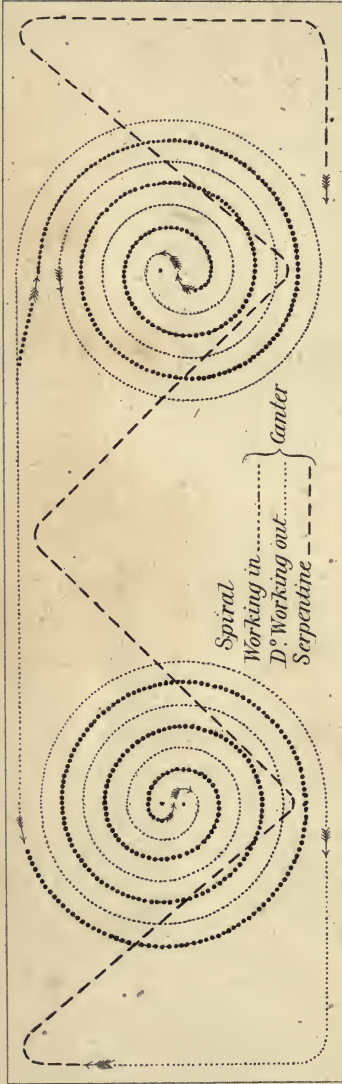 Spiral
Working in
Dº. Working out
Serpentine
Canter